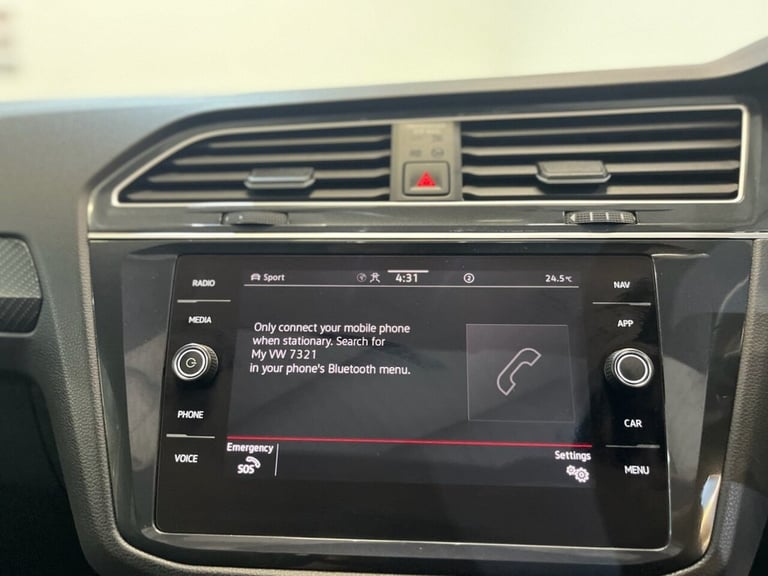 RADIO
MEDIA
PHONE
VOICE
Sport
4:31
2
24.5°C
Only connect your mobile phone
when stationary. Search for
My VW 7321
in your phone's Bluetooth menu.
Emergency
SOS
Settings
NAV
APP
CAR
MENU